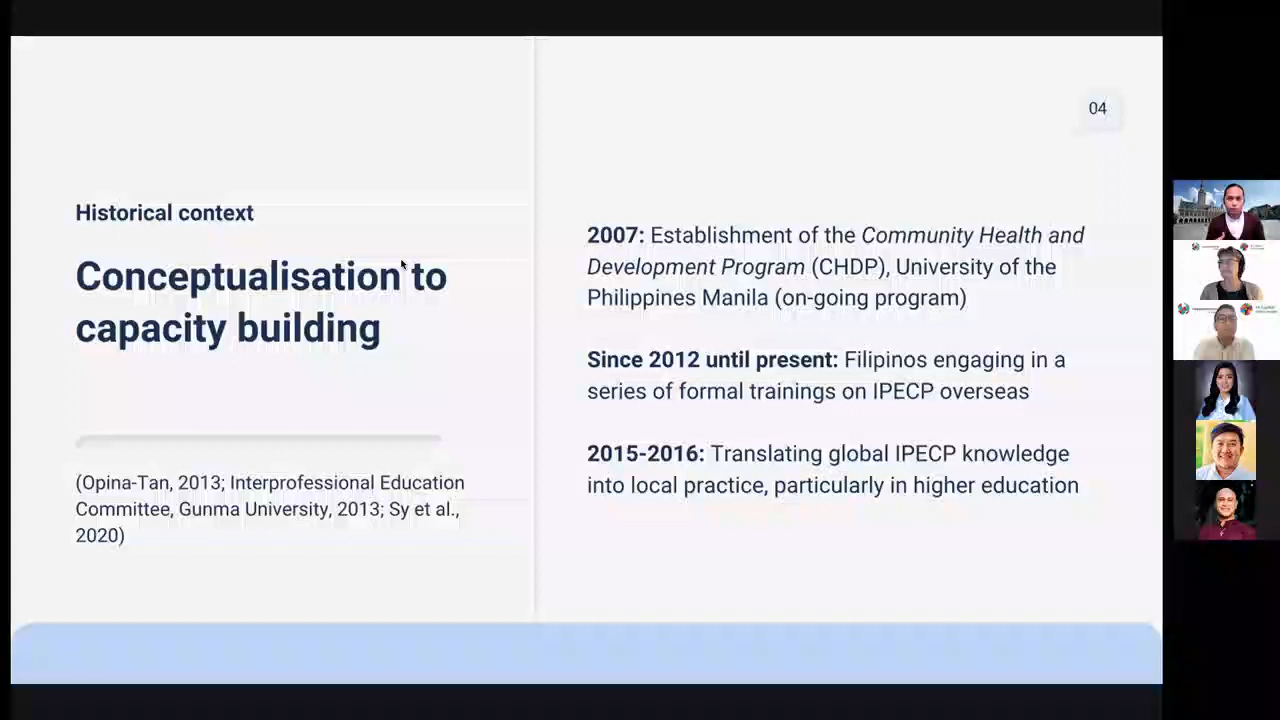 04
Historical context
Conceptualisation to
capacity building
(Opina-Tan, 2013; Interprofessional Education
Committee, Gunma University, 2013; Sy et al.,
2020)
2007: Establishment of the Community Health and
Development Program (CHDP), University of the
Philippines Manila (on-going program)
Since 2012 until present: Filipinos engaging in a
series of formal trainings on IPECP overseas
2015-2016: Translating global IPECP knowledge
into local practice, particularly in higher education